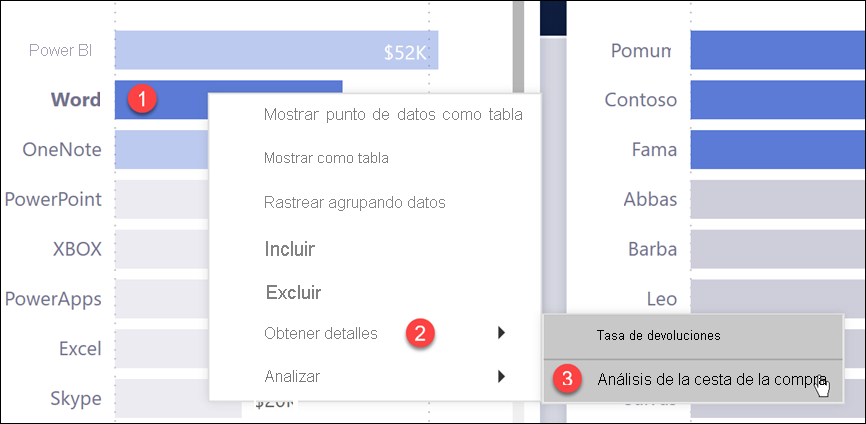 Power BI
$52K
Word
1
OneNote
PowerPoint
XBOX
PowerApps
Excel
Skype
Mostrar punto de datos como tabla
Mostrar como tabla
Rastrear agrupando datos
Incluir
Excluir
Obtener detalles
2
Analizar
Tasa de devoluciones
3
Análisis de la cesta de la compra
Pomum
Contoso
Fama
Abbas
Barba
Leo